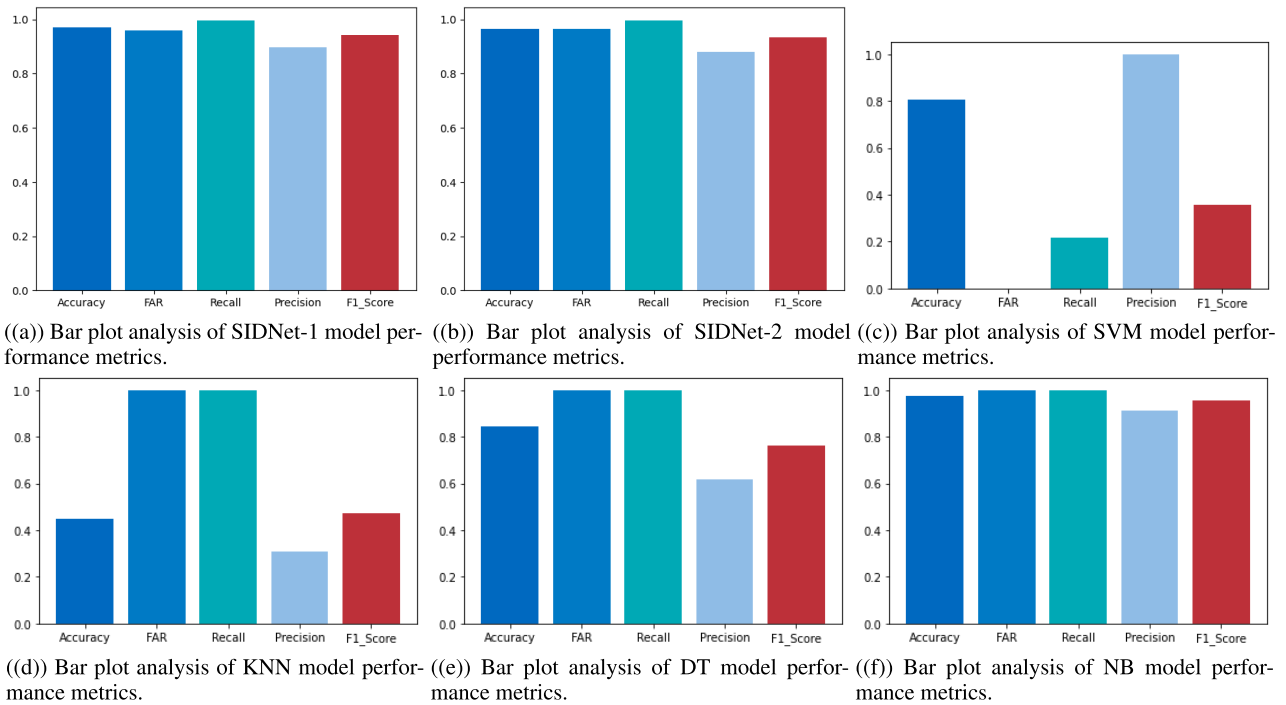 1.0
0.8
0.6
0.4
0.2
0.0
Accuracy FAR Recall Precision F1_Score
((a)) Bar plot analysis of SIDNet-1 model per-
formance metrics.
1.0
0.8
0.6
0.4
0.2
0.0
Accuracy FAR Recall Precision F1_Score
((b)) Bar plot analysis of SIDNet-2 model
performance metrics.
1.0
0.8
0.6
0.4
0.2
0.0
Accuracy FAR Recall Precision F1_Score
((c)) Bar plot analysis of SVM model perfor-
mance metrics.
1.0
0.8
0.6
0.4
0.2
0.0
Accuracy FAR Recall Precision F1_Score
((d)) Bar plot analysis of KNN model perfor-
mance metrics.
1.0
0.8
0.6
0.4
0.2
0.0
Accuracy FAR Recall Precision F1_Score
((e)) Bar plot analysis of DT model perfor-
mance metrics.
1.0
0.8
0.6
0.4
0.2
0.0
Accuracy FAR Recall Precision F1_Score
((f)) Bar plot analysis of NB model perfor-
mance metrics.